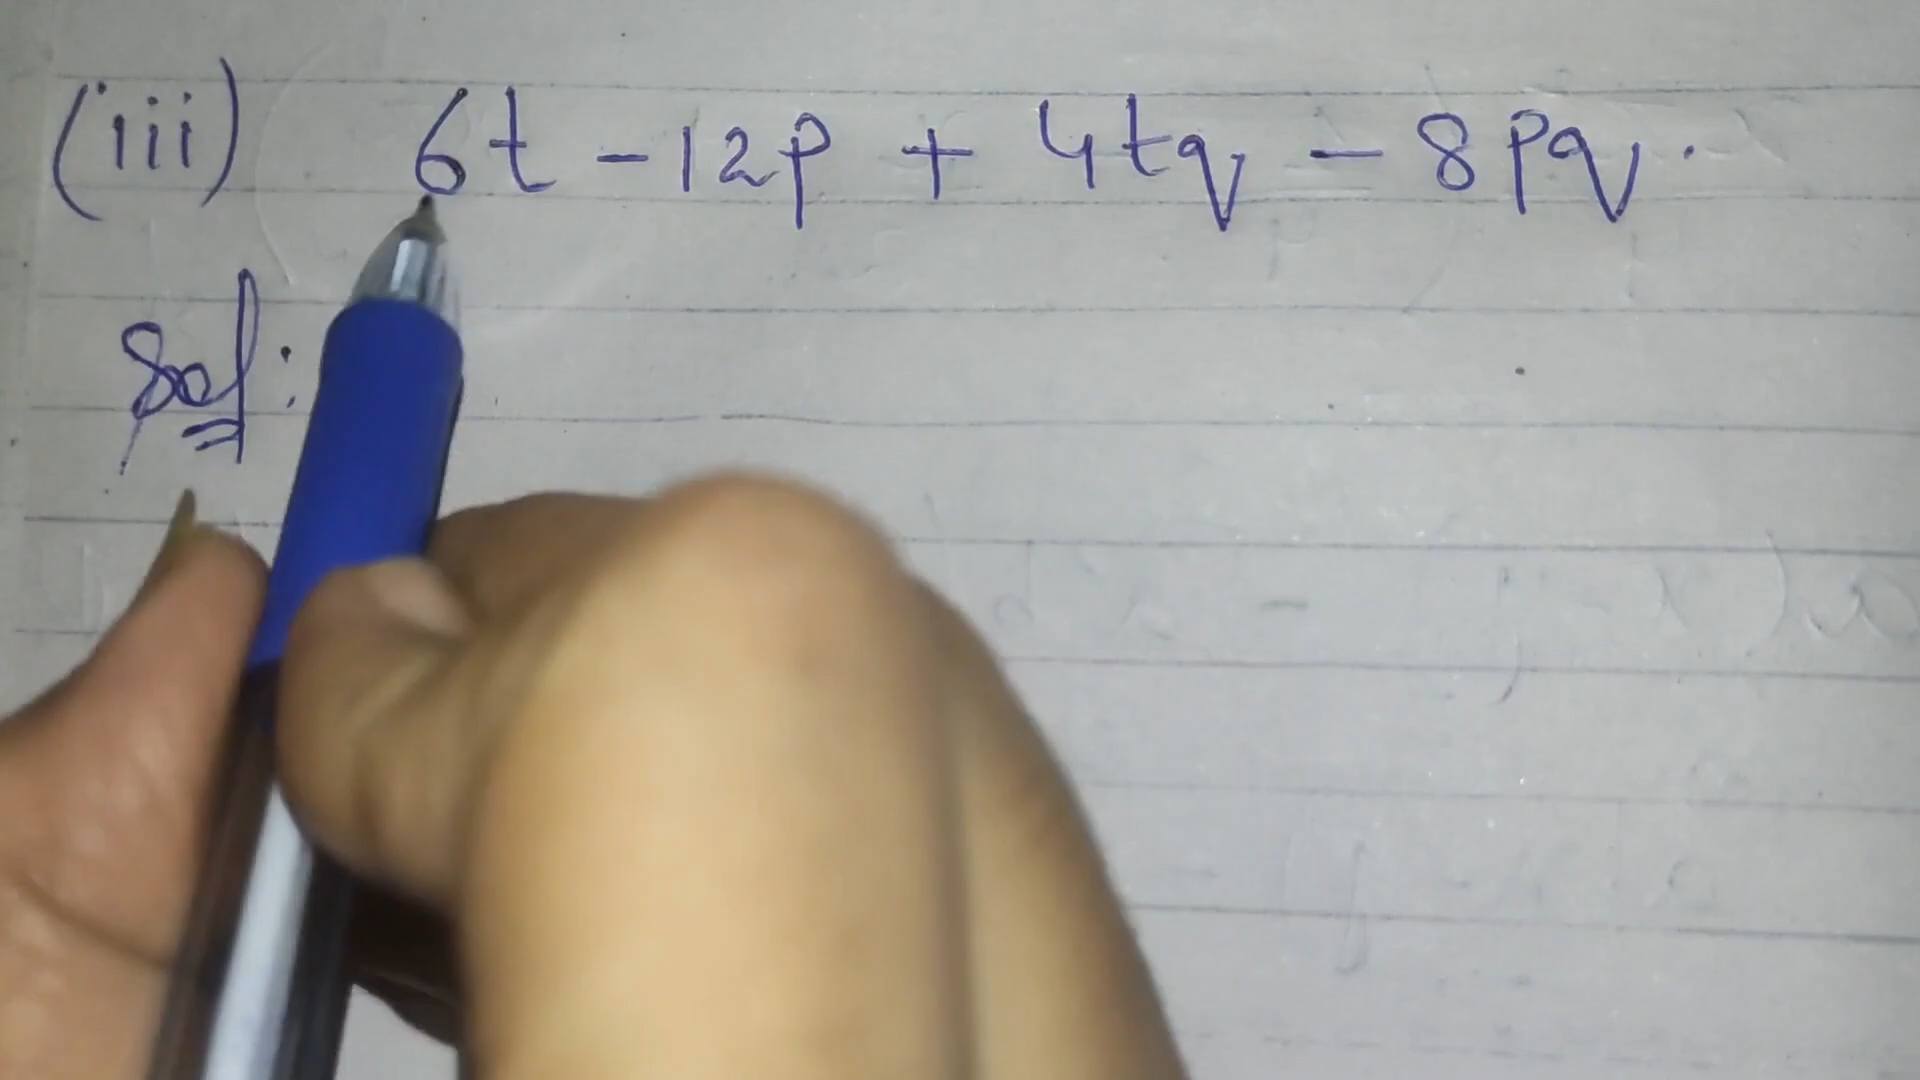 (iii) 6t - 12p + 4tq - 8pq.
Sol: